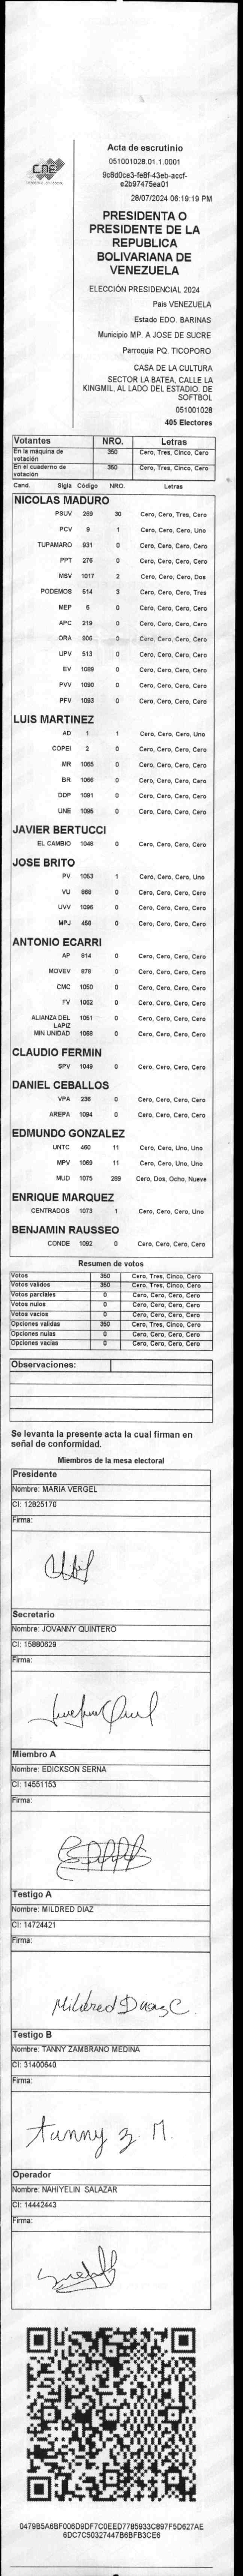 CNE
Acta de escrutinio
051001028.01.1.0001
9c8d0ce3-fe8f-43eb-accf-
e2b97475ea01
28/07/2024 06:19:19 PM
PRESIDENTA O
PRESIDENTE DE LA
REPUBLICA
BOLIVARIANA DE
VENEZUELA
ELECCIÓN PRESIDENCIAL 2024
Pais VENEZUELA
Estado EDO. BARINAS
Municipio MP. A JOSE DE SUCRE
Parroquia PQ. TICOPORO
CASA DE LA CULTURA
SECTOR LA BATEA, CALLE LA
KINGMIL, AL LADO DEL ESTADIO. DE
SOFTBOL
051001028
405 Electores
Votantes NRO. Letras
En la máquina de votación 350 Cero, Tres, Cinco, Cero
En el cuaderno de votación 350 Cero, Tres, Cinco, Cero
Cand. Sigla Código NRO. Letras
NICOLAS MADURO
PSUV 269 30 Cero, Cero, Tres, Cero
PCV 9 1 Cero, Cero, Cero, Uno
TUPAMARO 931 0 Cero, Cero, Cero, Cero
PPT 276 0 Cero, Cero, Cero, Cero
MSV 1017 2 Cero, Cero, Cero, Dos
PODEMOS 514 3 Cero, Cero, Cero, Tres
MEP 6 0 Cero, Cero, Cero, Cero
APC 219 0 Cero, Cero, Cero, Cero
ORA 905 0 Cero, Cero, Cero, Cero
UPV 513 0 Cero, Cero, Cero, Cero
EV 1089 0 Cero, Cero, Cero, Cero
PVV 1090 0 Cero, Cero, Cero, Cero
PFV 1093 0 Cero, Cero, Cero, Cero
LUIS MARTINEZ
AD 1 1 Cero, Cero, Cero, Uno
COPEI 2 0 Cero, Cero, Cero, Cero
MR 1065 0 Cero, Cero, Cero, Cero
BR 1066 0 Cero, Cero, Cero, Cero
DDP 1091 0 Cero, Cero, Cero, Cero
UNE 1095 0 Cero, Cero, Cero, Cero
JAVIER BERTUCCI
EL CAMBIO 1048 0 Cero, Cero, Cero, Cero
JOSE BRITO
PV 1053 1 Cero, Cero, Cero, Uno
VU 868 0 Cero, Cero, Cero, Cero
UVV 1096 0 Cero, Cero, Cero, Cero
MPJ 458 0 Cero, Cero, Cero, Cero
ANTONIO ECARRI
AP 814 0 Cero, Cero, Cero, Cero
MOVEV 878 0 Cero, Cero, Cero, Cero
CMC 1050 0 Cero, Cero, Cero, Cero
FV 1062 0 Cero, Cero, Cero, Cero
ALIANZA DEL LAPIZ 1051 0 Cero, Cero, Cero, Cero
MIN UNIDAD 1068 0 Cero, Cero, Cero, Cero
CLAUDIO FERMIN
SPV 1049 0 Cero, Cero, Cero, Cero
DANIEL CEBALLOS
VPA 236 0 Cero, Cero, Cero, Cero
AREPA 1094 0 Cero, Cero, Cero, Cero
EDMUNDO GONZALEZ
UNTC 460 11 Cero, Cero, Uno, Uno
MPV 1069 11 Cero, Cero, Uno, Uno
MUD 1075 289 Cero, Dos, Ocho, Nueve
ENRIQUE MARQUEZ
CENTRADOS 1073 1 Cero, Cero, Cero, Uno
BENJAMIN RAUSSEO
CONDE 1092 0 Cero, Cero, Cero, Cero
Resumen de votos
Votos 350 Cero, Tres, Cinco, Cero
Votos validos 350 Cero, Tres, Cinco, Cero
Votos parciales 0 Cero, Cero, Cero, Cero
Votos nulos 0 Cero, Cero, Cero, Cero
Votos vacios 0 Cero, Cero, Cero, Cero
Opciones validas 350 Cero, Tres, Cinco, Cero
Opciones nulas 0 Cero, Cero, Cero, Cero
Opciones vacias 0 Cero, Cero, Cero, Cero
Observaciones:
Se levanta la presente acta la cual firman en
señal de conformidad.
Miembros de la mesa electoral
Presidente
Nombre: MARIA VERGEL
CI: 12825170
Firma:
Secretario
Nombre: JOVANNY QUINTERO
CI: 15880629
Firma:
Miembro A
Nombre: EDICKSON SERNA
CI: 14551153
Firma:
Testigo A
Nombre: MILDRED DIAZ
CI: 14724421
Firma:
Mildred Diaz C.
Testigo B
Nombre: TANNY ZAMBRANO MEDINA
CI: 31400640
Firma:
tanny z. M.
Operador
Nombre: NAHIYELIN SALAZAR
CI: 14442443
Firma:
0479B5A6BF006D9DF7C0EED7785933C897F5D627AE
6DC7C50327447B6BFB3CE6